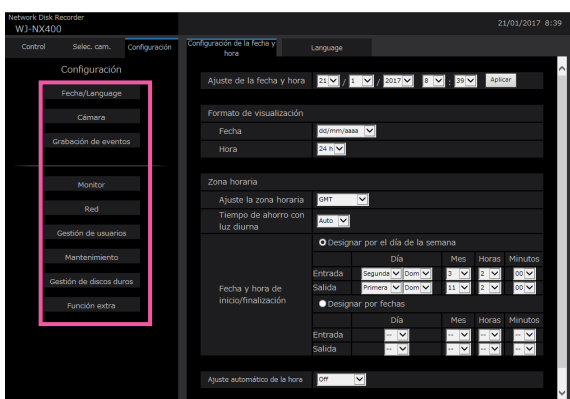 Network Disk Recorder
WJ-NX400
21/01/2017 8:39
Control Selec. cam. Configuración
Configuración de la fecha y hora
Language
Configuración
Fecha/Language
Cámara
Grabación de eventos
Monitor
Red
Gestión de usuarios
Mantenimiento
Gestión de discos duros
Función extra
Ajuste de la fecha y hora 21 / 1 / 2017 8 : 39 Aplicar
Formato de visualización
Fecha dd/mm/aaaa
Hora 24 h
Zona horaria
Ajuste la zona horaria GMT
Tiempo de ahorro con
luz diurna
Auto
Fecha y hora de
inicio/finalización
Designar por el día de la semana
Día Mes Horas Minutos
Entrada Segunda Dom 3 2 00
Salida Primera Dom 11 2 00
Designar por fechas
Día Mes Horas Minutos
Entrada -- -- -- --
Salida -- -- -- --
Ajuste automático de la hora Off